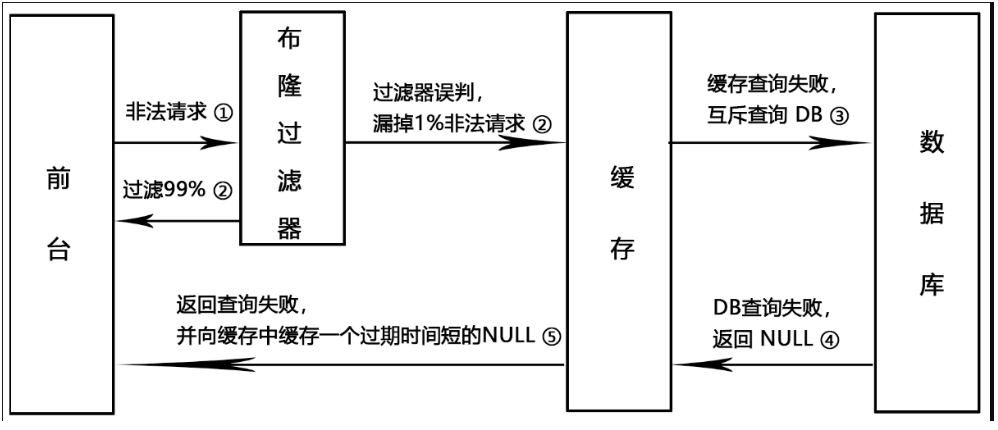 前台
非法请求 ①
过滤99% ②
布隆过滤器
过滤器误判，
漏掉1%非法请求 ②
缓存
缓存查询失败，
互斥查询 DB ③
数据库
DB查询失败，
返回 NULL ④
返回查询失败，
并向缓存中缓存一个过期时间短的NULL ⑤